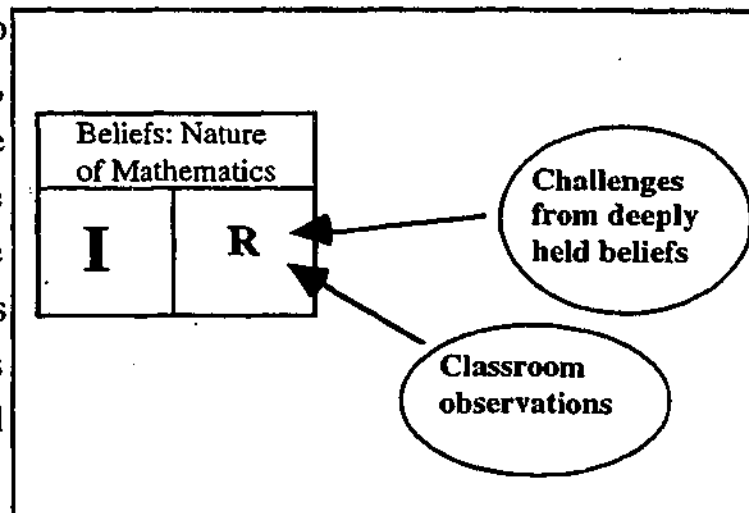 Beliefs: Nature
of Mathematics
I
R
Challenges
from deeply
held beliefs
Classroom
observations